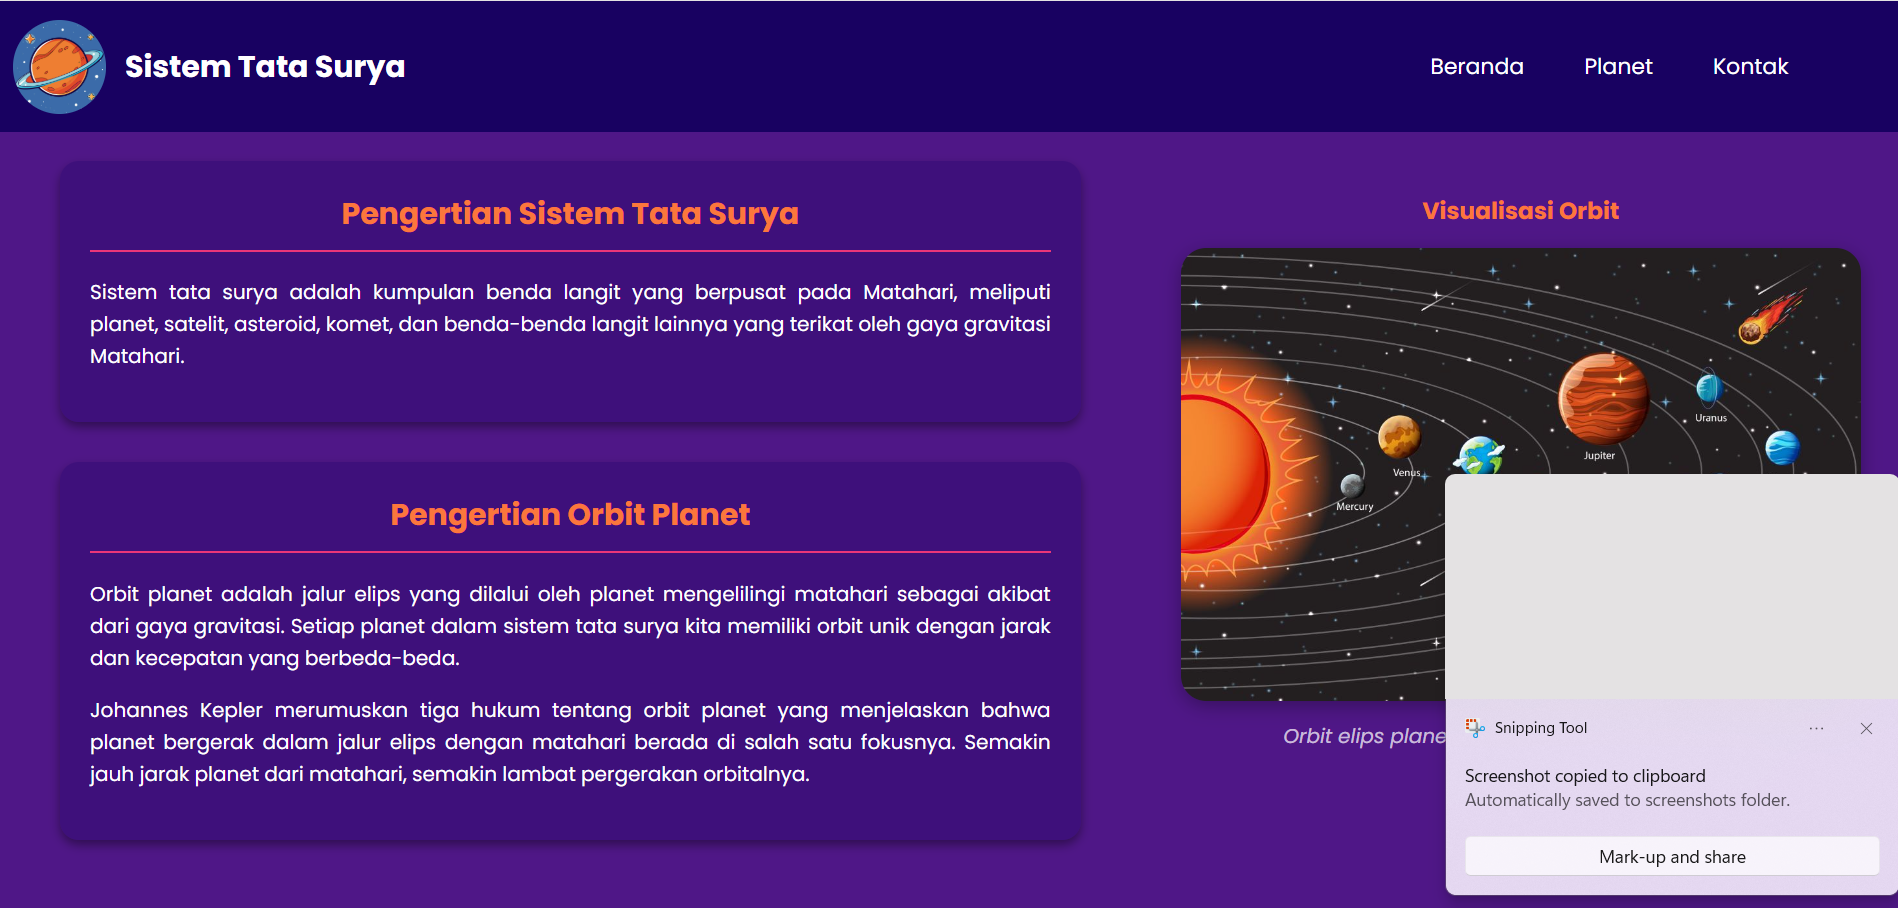 Sistem Tata Surya
Beranda
Planet
Kontak
Pengertian Sistem Tata Surya
Sistem tata surya adalah kumpulan benda langit yang berpusat pada Matahari, meliputi
planet, satelit, asteroid, komet, dan benda-benda langit lainnya yang terikat oleh gaya gravitasi
Matahari.
Pengertian Orbit Planet
Orbit planet adalah jalur elips yang dilalui oleh planet mengelilingi matahari sebagai akibat
dari gaya gravitasi. Setiap planet dalam sistem tata surya kita memiliki orbit unik dengan jarak
dan kecepatan yang berbeda-beda.
Johannes Kepler merumuskan tiga hukum tentang orbit planet yang menjelaskan bahwa
planet bergerak dalam jalur elips dengan matahari berada di salah satu fokusnya. Semakin
jauh jarak planet dari matahari, semakin lambat pergerakan orbitalnya.
Visualisasi Orbit
Uranus
Jupiter
Venus
Mercury
Orbit elips plane
Snipping Tool
Screenshot copied to clipboard
Automatically saved to screenshots folder.
Mark-up and share